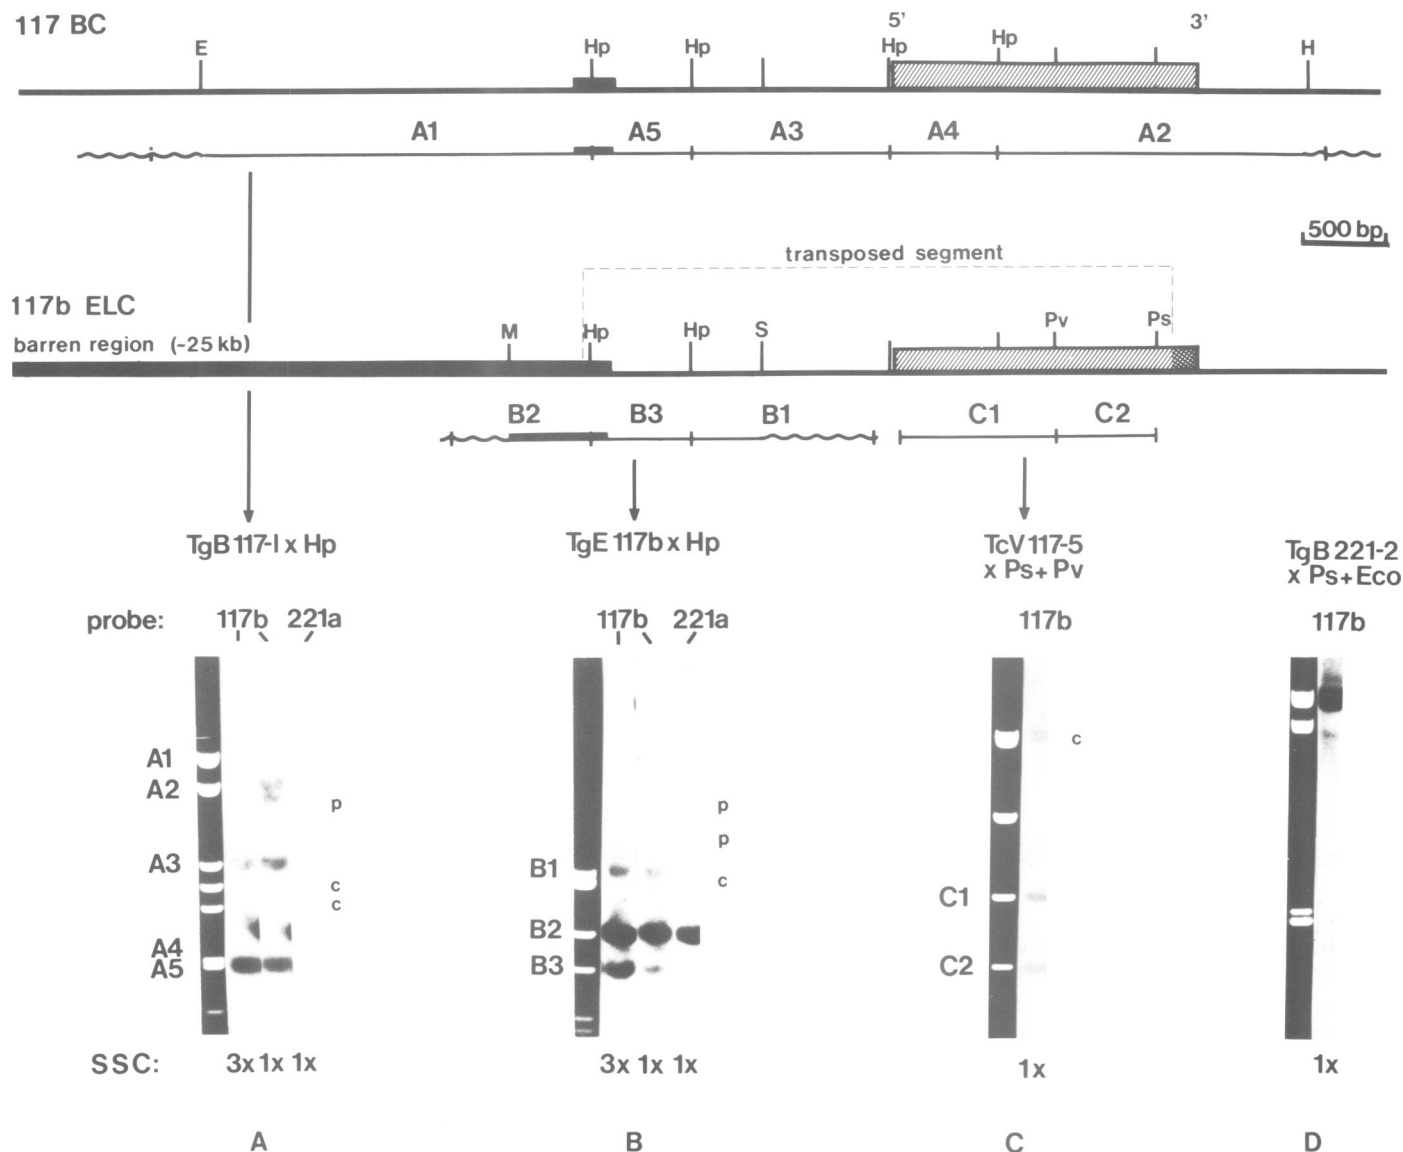 117 BC
5' 3'
E Hp Hp Hp Hp H
A1 A5 A3 A4 A2
500 bp
transposed segment
117b ELC
barren region (~25 kb)
M Hp Hp S Pv Ps
B2 B3 B1 C1 C2
TgB 117-1 x Hp
TgE 117b x Hp
TcV 117-5
x Ps+ Pv
TgB 221-2
x Ps+Eco
probe: 117b 221a 117b 221a 117b 117b
A1
A2
p
A3
c
c
A4
A5
p
p
B1
c
B2
B3
c
C1
C2
SSC: 3x 1x 1x 3x 1x 1x 1x 1x
A B C D